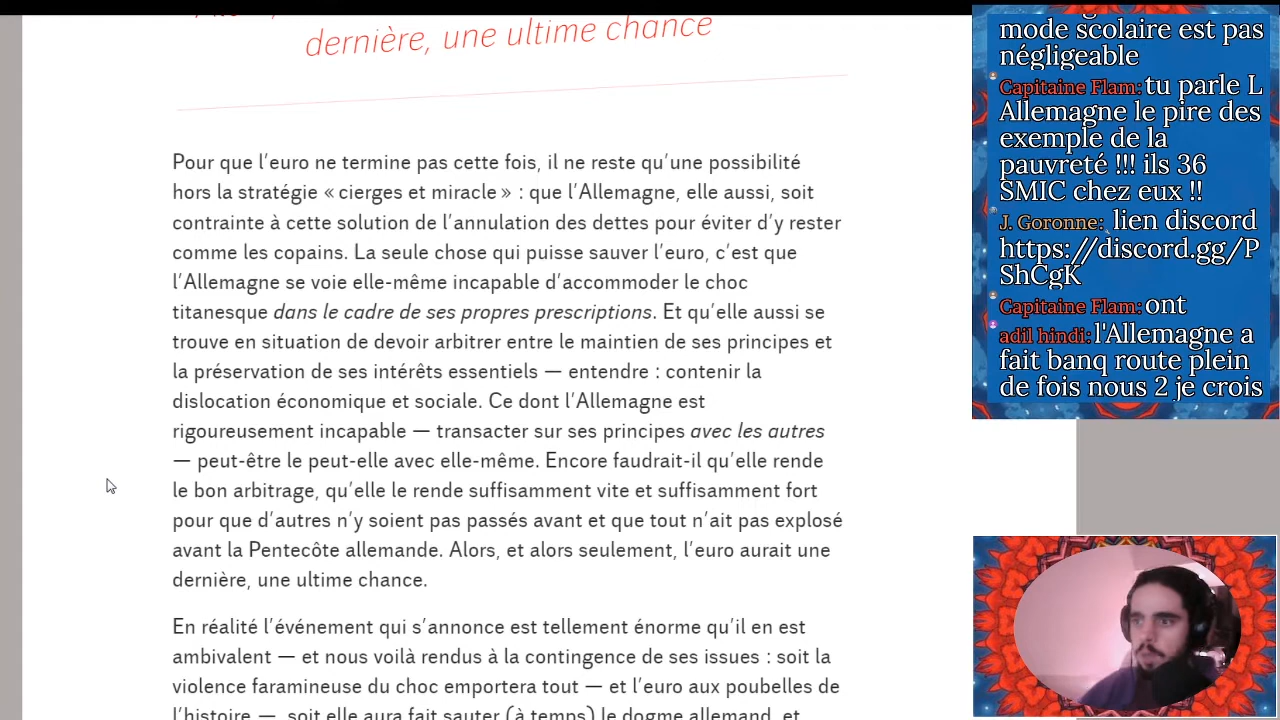 dernière, une ultime chance
Pour que l’euro ne termine pas cette fois, il ne reste qu’une possibilité
hors la stratégie « cierges et miracle » : que l’Allemagne, elle aussi, soit
contrainte à cette solution de l’annulation des dettes pour éviter d’y rester
comme les copains. La seule chose qui puisse sauver l’euro, c’est que
l’Allemagne se voie elle-même incapable d’accommoder le choc
titanesque dans le cadre de ses propres prescriptions. Et qu’elle aussi se
trouve en situation de devoir arbitrer entre le maintien de ses principes et
la préservation de ses intérêts essentiels — entendre : contenir la
dislocation économique et sociale. Ce dont l’Allemagne est
rigoureusement incapable — transacter sur ses principes avec les autres
— peut-être le peut-elle avec elle-même. Encore faudrait-il qu’elle rende
le bon arbitrage, qu’elle le rende suffisamment vite et suffisamment fort
pour que d’autres n’y soient pas passés avant et que tout n’ait pas explosé
avant la Pentecôte allemande. Alors, et alors seulement, l’euro aurait une
dernière, une ultime chance.
En réalité l’événement qui s’annonce est tellement énorme qu’il en est
ambivalent — et nous voilà rendus à la contingence de ses issues : soit la
violence faramineuse du choc emportera tout — et l’euro aux poubelles de
l’histoire —, soit elle aura fait sauter (à temps) le dogme allemand, et
mode scolaire est pas
négligeable
Capitaine Flam: tu parle L
Allemagne le pire des
exemple de la
pauvreté !!! ils 36
SMIC chez eux !!
J. Goronne: lien discord
https://discord.gg/P
ShCgK
Capitaine Flam: ont
adil hindi: l'Allemagne a
fait banq route plein
de fois nous 2 je crois